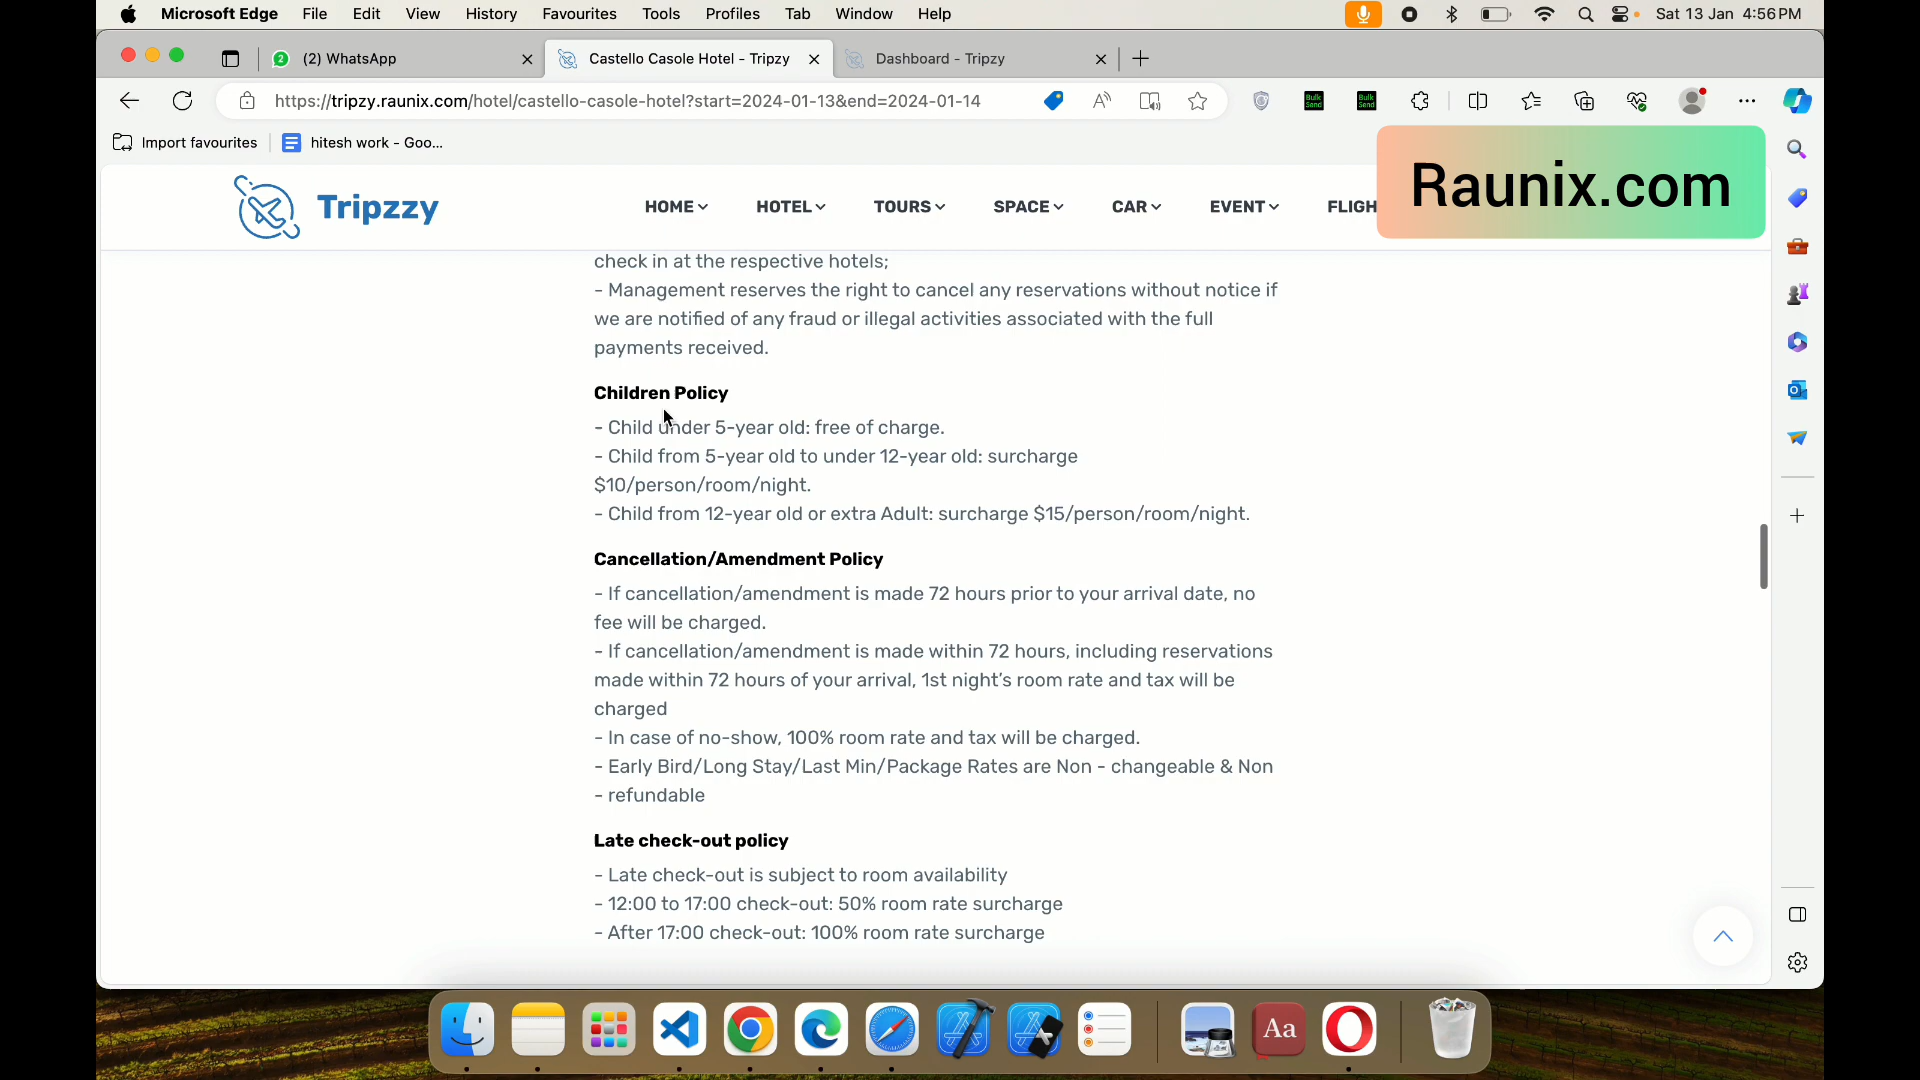 Microsoft Edge File Edit View History Favourites Tools Profiles Tab Window Help Sat 13 Jan 4:56 PM
2 (2) WhatsApp Castello Casole Hotel - Tripzy Dashboard - Tripzy
https://tripzy.raunix.com/hotel/castello-casole-hotel?start=2024-01-13&end=2024-01-14 Bulk Send Bulk Send
Import favourites hitesh work - Goo...
Tripzzy HOME HOTEL TOURS SPACE CAR EVENT FLIGH
Raunix.com
check in at the respective hotels;
- Management reserves the right to cancel any reservations without notice if
we are notified of any fraud or illegal activities associated with the full
payments received.
Children Policy
- Child under 5-year old: free of charge.
- Child from 5-year old to under 12-year old: surcharge
$10/person/room/night.
- Child from 12-year old or extra Adult: surcharge $15/person/room/night.
Cancellation/Amendment Policy
- If cancellation/amendment is made 72 hours prior to your arrival date, no
fee will be charged.
- If cancellation/amendment is made within 72 hours, including reservations
made within 72 hours of your arrival, 1st night's room rate and tax will be
charged
- In case of no-show, 100% room rate and tax will be charged.
- Early Bird/Long Stay/Last Min/Package Rates are Non - changeable & Non
- refundable
Late check-out policy
- Late check-out is subject to room availability
- 12:00 to 17:00 check-out: 50% room rate surcharge
- After 17:00 check-out: 100% room rate surcharge
Aa